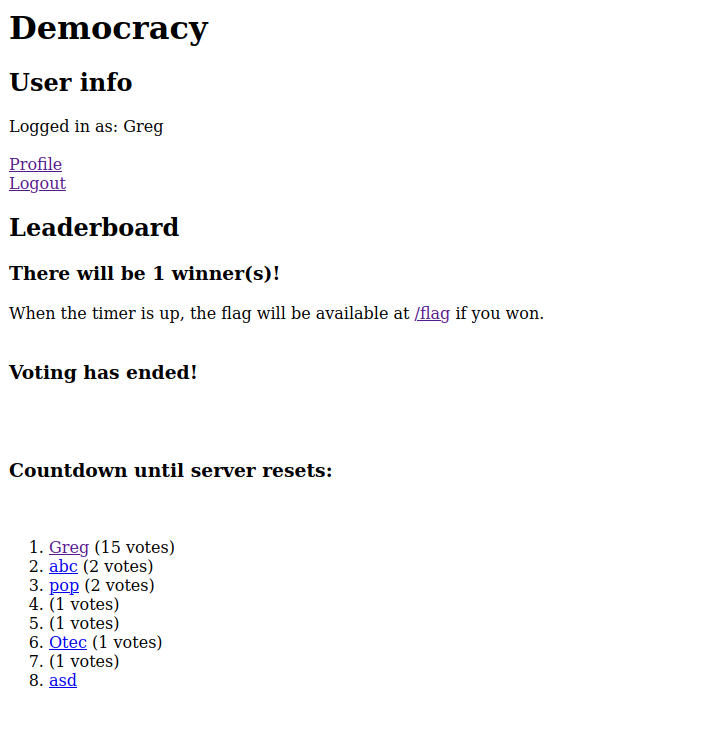 Democracy
User info
Logged in as: Greg
Profile
Logout
Leaderboard
There will be 1 winner(s)!
When the timer is up, the flag will be available at /flag if you won.
Voting has ended!
Countdown until server resets:
1. Greg (15 votes)
2. abc (2 votes)
3. pop (2 votes)
4. (1 votes)
5. (1 votes)
6. Otec (1 votes)
7. (1 votes)
8. asd